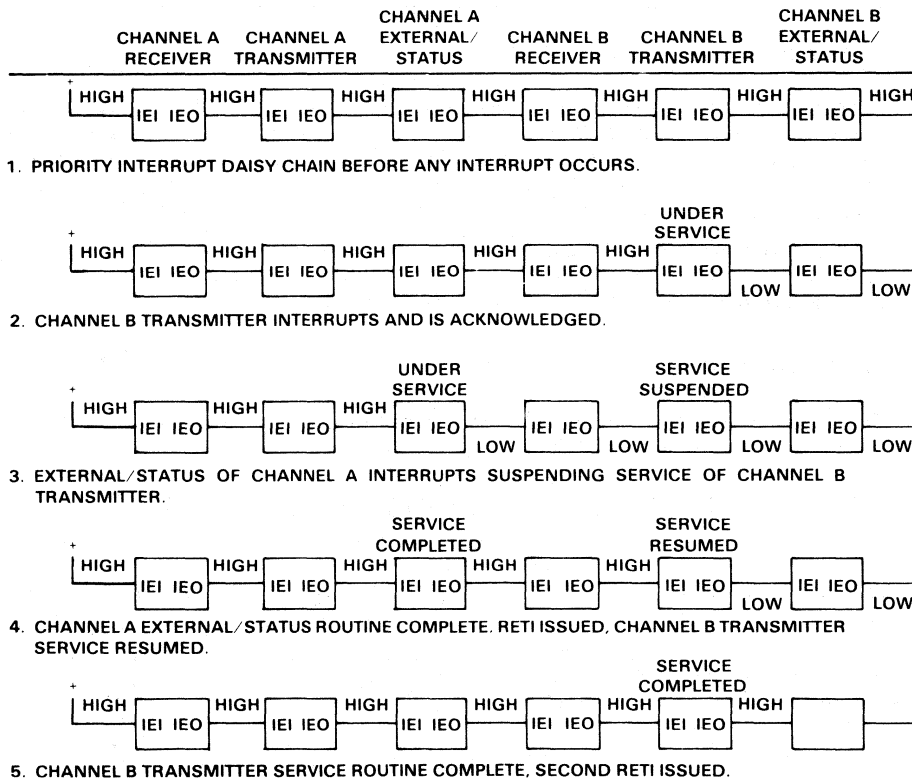 CHANNEL A RECEIVER CHANNEL A TRANSMITTER CHANNEL A EXTERNAL/ STATUS CHANNEL B RECEIVER CHANNEL B TRANSMITTER CHANNEL B EXTERNAL/ STATUS
+
HIGH IEI IEO HIGH IEI IEO HIGH IEI IEO HIGH IEI IEO HIGH IEI IEO HIGH IEI IEO HIGH
1. PRIORITY INTERRUPT DAISY CHAIN BEFORE ANY INTERRUPT OCCURS.
UNDER SERVICE
+
HIGH IEI IEO HIGH IEI IEO HIGH IEI IEO HIGH IEI IEO HIGH IEI IEO LOW IEI IEO LOW
2. CHANNEL B TRANSMITTER INTERRUPTS AND IS ACKNOWLEDGED.
UNDER SERVICE SERVICE SUSPENDED
+
HIGH IEI IEO HIGH IEI IEO HIGH IEI IEO LOW IEI IEO LOW IEI IEO LOW IEI IEO LOW
3. EXTERNAL/STATUS OF CHANNEL A INTERRUPTS SUSPENDING SERVICE OF CHANNEL B
TRANSMITTER.
SERVICE COMPLETED SERVICE RESUMED
+
HIGH IEI IEO HIGH IEI IEO HIGH IEI IEO HIGH IEI IEO HIGH IEI IEO LOW IEI IEO LOW
4. CHANNEL A EXTERNAL/STATUS ROUTINE COMPLETE. RETI ISSUED, CHANNEL B TRANSMITTER
SERVICE RESUMED.
SERVICE COMPLETED
+
HIGH IEI IEO HIGH IEI IEO HIGH IEI IEO HIGH IEI IEO HIGH IEI IEO HIGH
5. CHANNEL B TRANSMITTER SERVICE ROUTINE COMPLETE, SECOND RETI ISSUED.